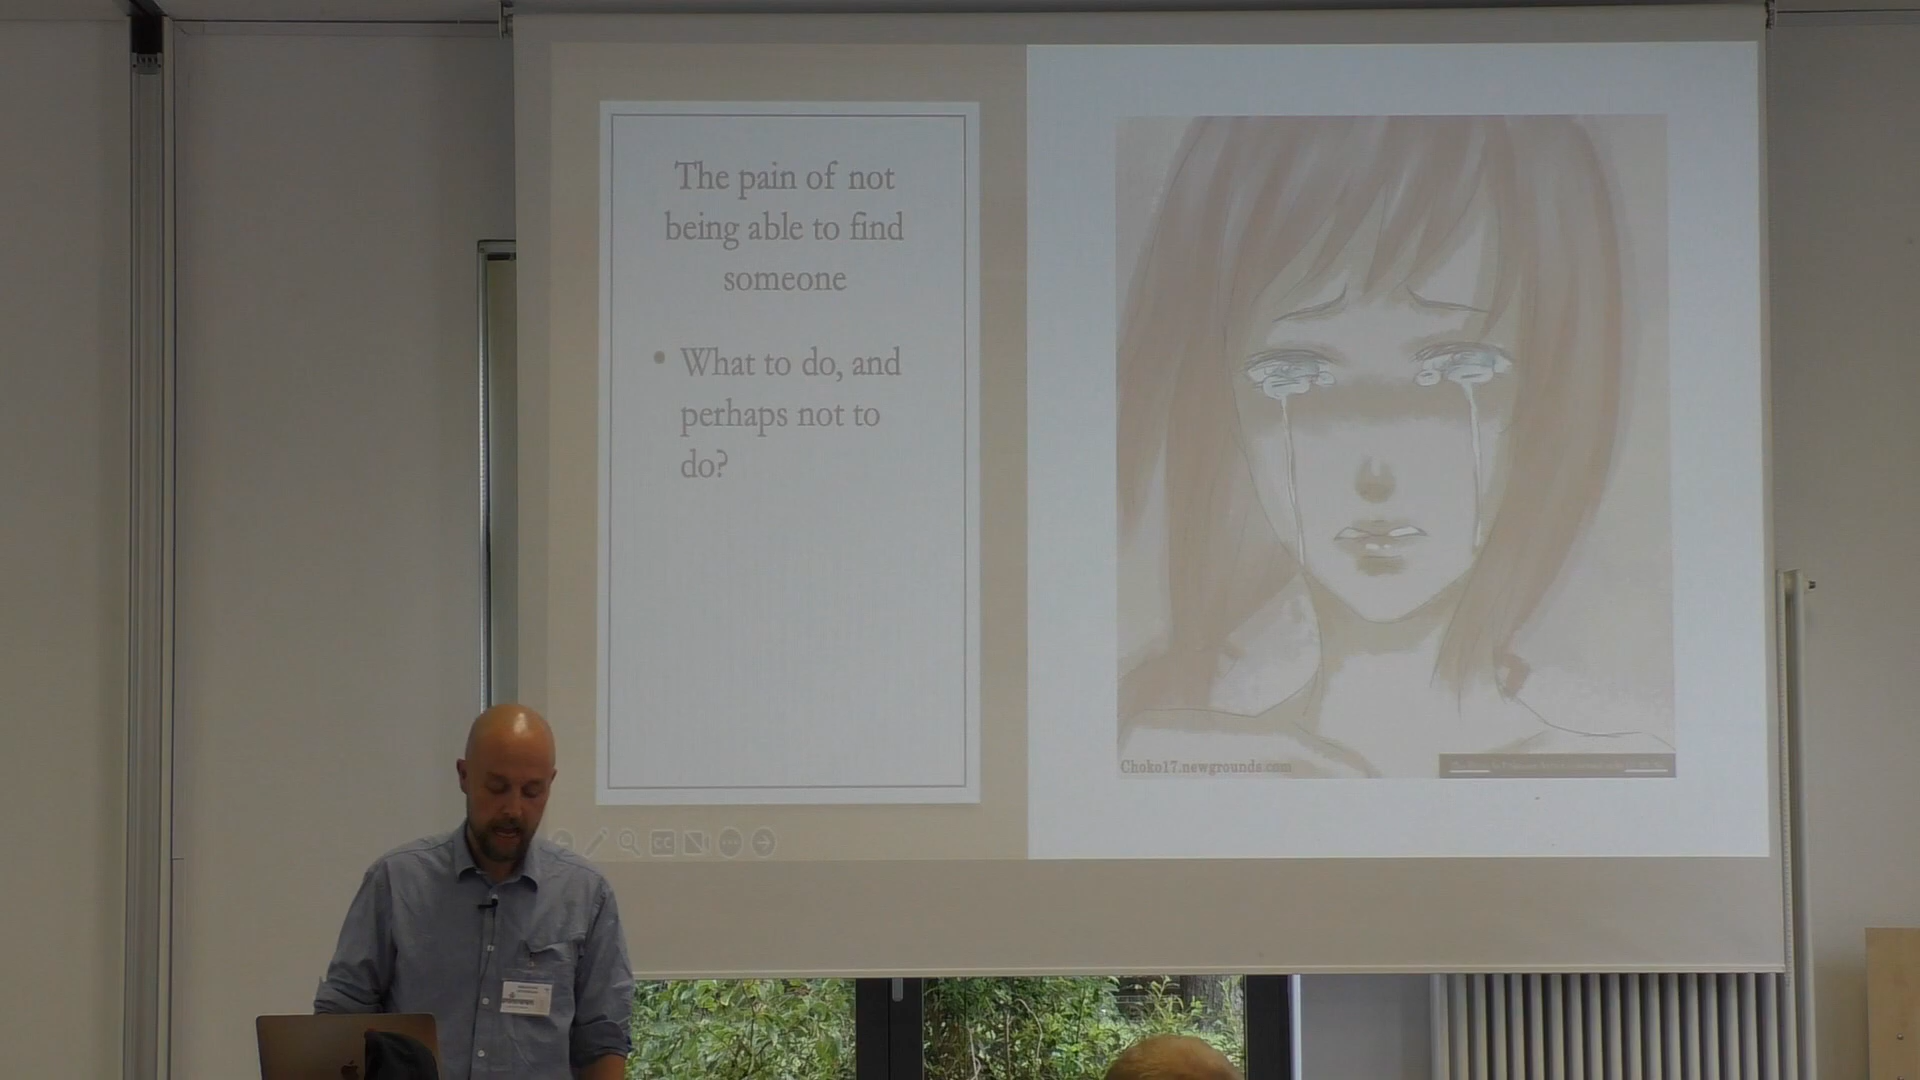 The pain of not
being able to find
someone
• What to do, and
perhaps not to
do?
Choko17.newgrounds.com
CC